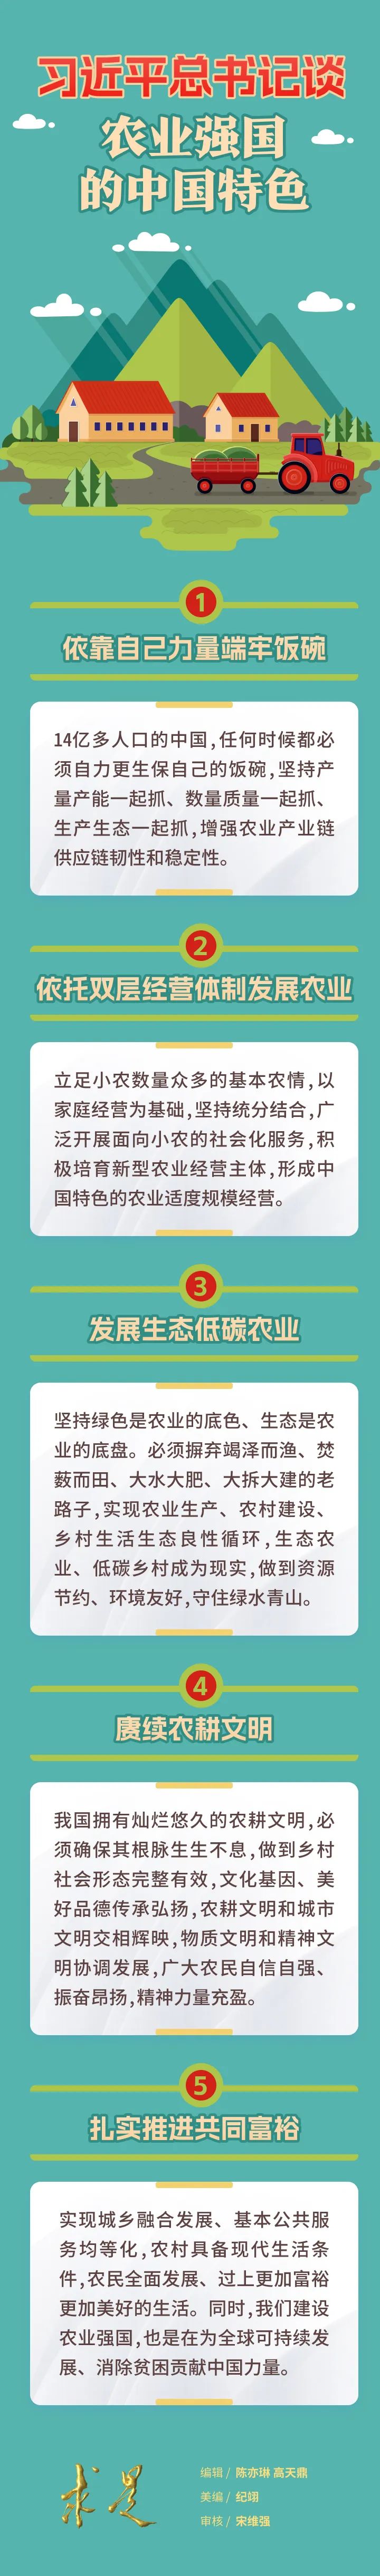 习近平总书记谈
农业强国
的中国特色
1
依靠自己力量端牢饭碗
14亿多人口的中国,任何时候都必
须自力更生保自己的饭碗,坚持产
量产能一起抓、数量质量一起抓、
生产生态一起抓,增强农业产业链
供应链韧性和稳定性。
2
依托双层经营体制发展农业
立足小农数量众多的基本农情,以
家庭经营为基础,坚持统分结合,广
泛开展面向小农的社会化服务,积
极培育新型农业经营主体,形成中
国特色的农业适度规模经营。
3
发展生态低碳农业
坚持绿色是农业的底色、生态是农
业的底盘。必须摒弃竭泽而渔、焚
薮而田、大水大肥、大拆大建的老
路子,实现农业生产、农村建设、
乡村生活生态良性循环,生态农
业、低碳乡村成为现实,做到资源
节约、环境友好,守住绿水青山。
4
赓续农耕文明
我国拥有灿烂悠久的农耕文明,必
须确保其根脉生生不息,做到乡村
社会形态完整有效,文化基因、美
好品德传承弘扬,农耕文明和城市
文明交相辉映,物质文明和精神文
明协调发展,广大农民自信自强、
振奋昂扬,精神力量充盈。
5
扎实推进共同富裕
实现城乡融合发展、基本公共服
务均等化,农村具备现代生活条
件,农民全面发展、过上更加富裕
更加美好的生活。同时,我们建设
农业强国,也是在为全球可持续发
展、消除贫困贡献中国力量。
求是
编辑/ 陈亦琳 高天鼎
美编/ 纪翊
审核/ 宋维强